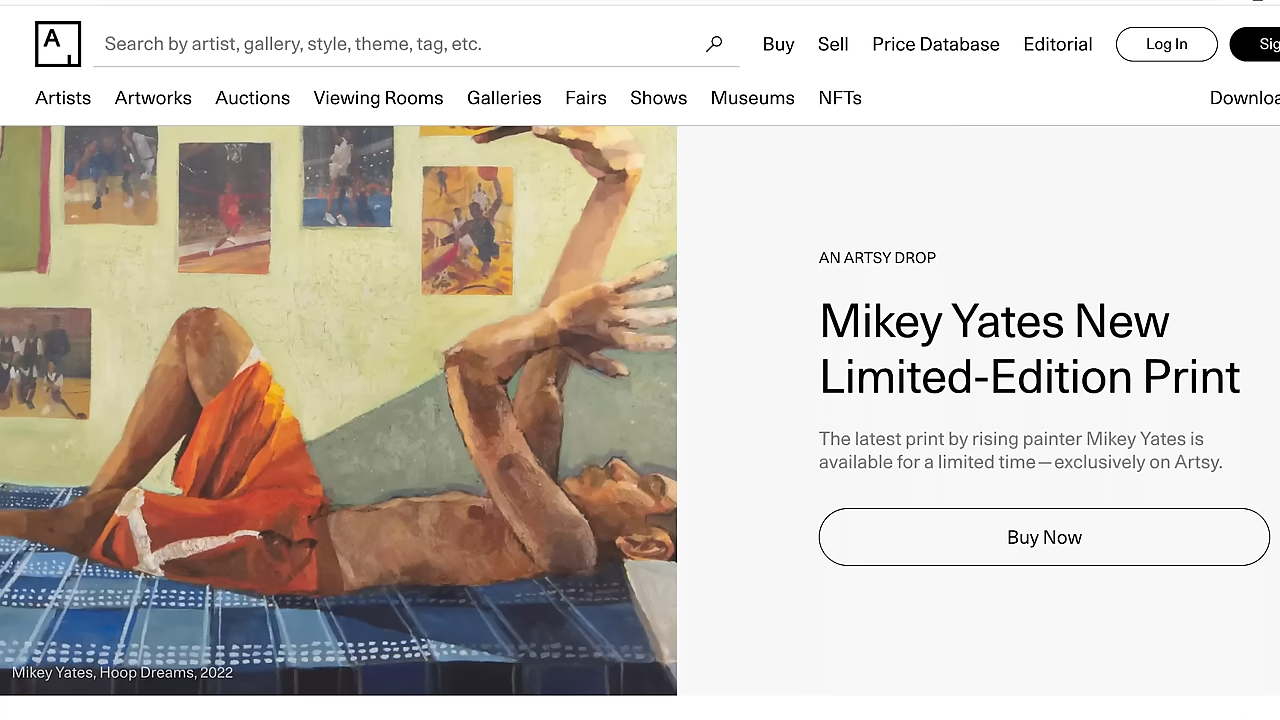 A
Search by artist, gallery, style, theme, tag, etc.
Buy Sell Price Database Editorial Log In Sig
Artists Artworks Auctions Viewing Rooms Galleries Fairs Shows Museums NFTs Downloa
AN ARTSY DROP
Mikey Yates New
Limited-Edition Print
The latest print by rising painter Mikey Yates is
available for a limited time—exclusively on Artsy.
Buy Now
Mikey Yates, Hoop Dreams, 2022